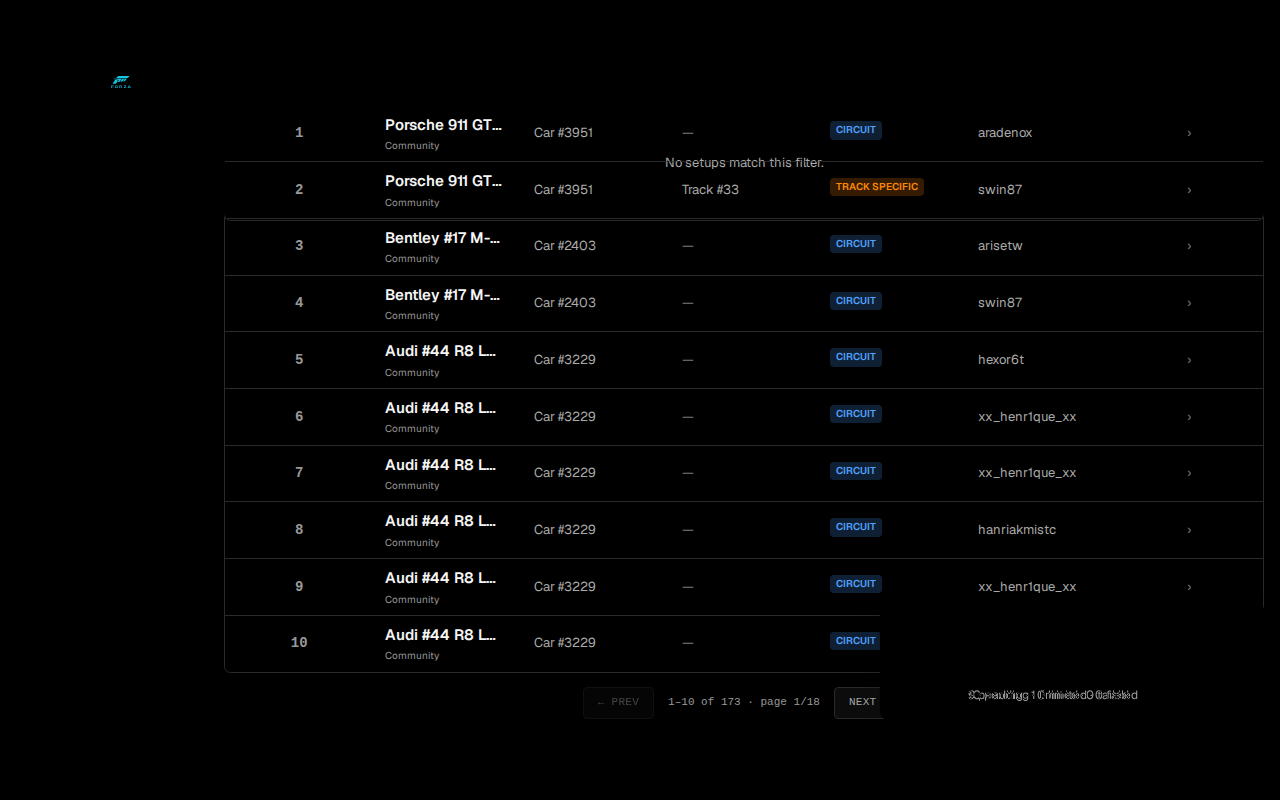 FORZA
1 Porsche 911 GT... Car #3951 — CIRCUIT aradenox ›
Community
No setups match this filter.
2 Porsche 911 GT... Car #3951 Track #33 TRACK SPECIFIC swin87 ›
Community
3 Bentley #17 M-... Car #2403 — CIRCUIT arisetw ›
Community
4 Bentley #17 M-... Car #2403 — CIRCUIT swin87 ›
Community
5 Audi #44 R8 L... Car #3229 — CIRCUIT hexor6t ›
Community
6 Audi #44 R8 L... Car #3229 — CIRCUIT xx_henr1que_xx ›
Community
7 Audi #44 R8 L... Car #3229 — CIRCUIT xx_henr1que_xx ›
Community
8 Audi #44 R8 L... Car #3229 — CIRCUIT hanriakmistc ›
Community
9 Audi #44 R8 L... Car #3229 — CIRCUIT xx_henr1que_xx ›
Community
10 Audi #44 R8 L... Car #3229 — CIRCUIT
Community
← PREV 1–10 of 173 · page 1/18 NEXT